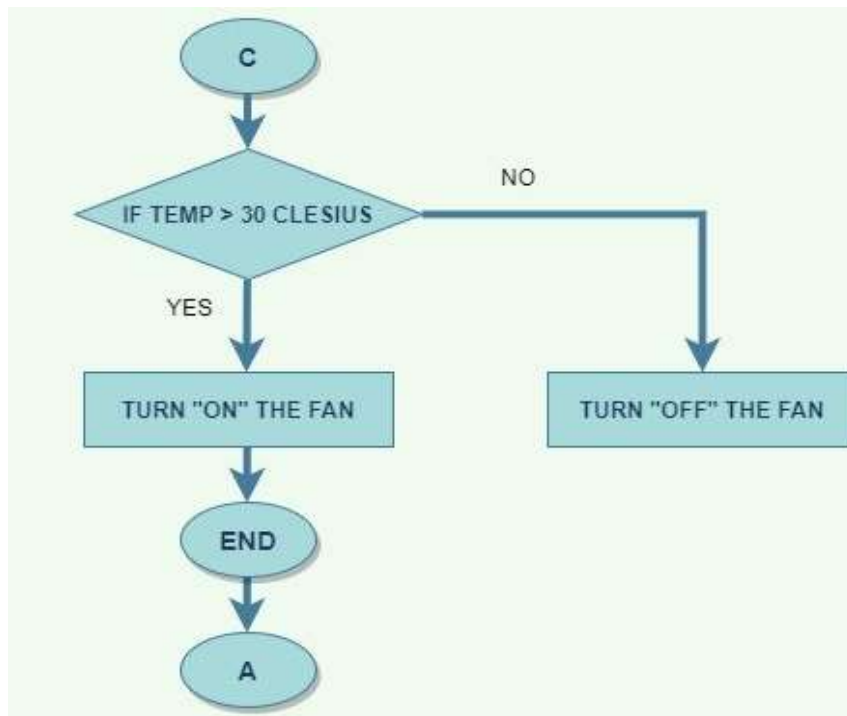 C
IF TEMP > 30 CLESIUS
NO
YES
TURN "ON" THE FAN
TURN "OFF" THE FAN
END
A